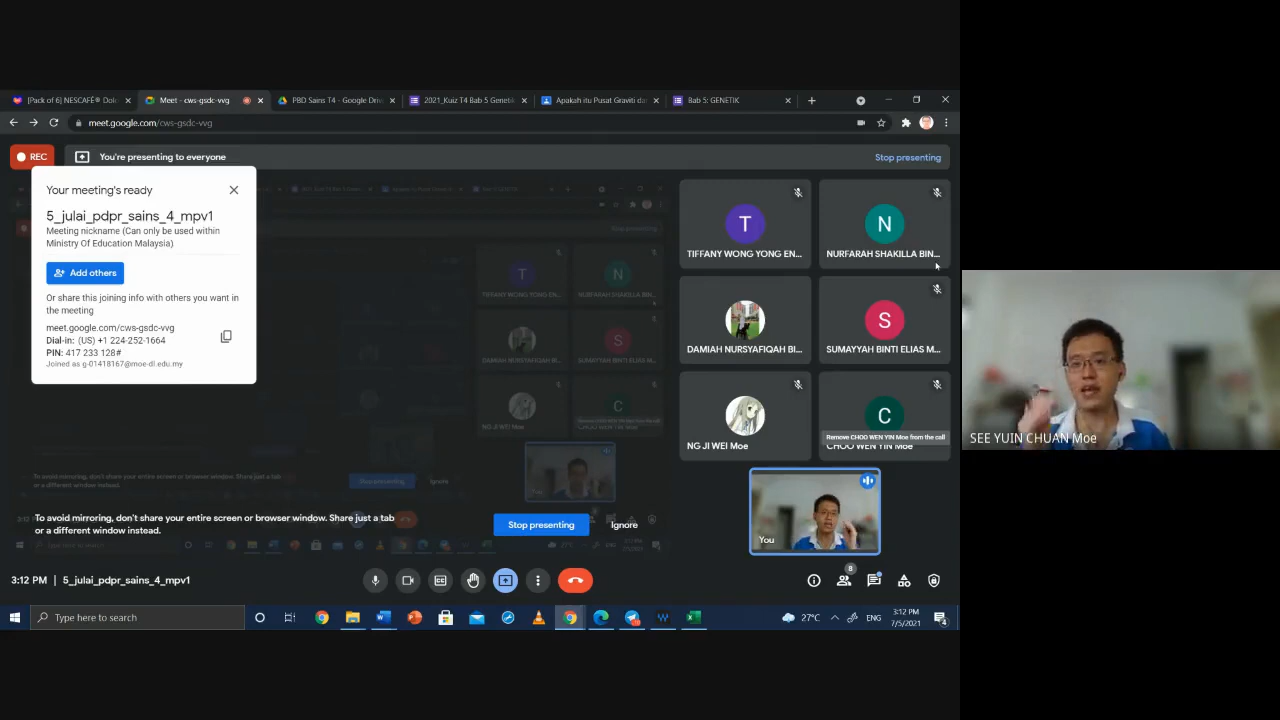 [Pack of 6] NESCAFÉ® Dol
Meet - cws-gsdc-vvg
PBD Sains T4 - Google Driv
2021_Kuiz T4 Bab 5 Genetik
Apakah itu Pusat Graviti da
Bab 5: GENETIK
meet.google.com/cws-gsdc-vvg
REC
You're presenting to everyone
Stop presenting
Your meeting's ready
5_julai_pdpr_sains_4_mpv1
Meeting nickname (Can only be used within
Ministry Of Education Malaysia)
Add others
Or share this joining info with others you want in
the meeting
meet.google.com/cws-gsdc-vvg
Dial-in: (US) +1 224-252-1664
PIN: 417 233 128#
Joined as g-01418167@moe-dl.edu.my
T
TIFFANY WONG YONG EN...
N
NURFARAH SHAKILLA BIN...
DAMIAH NURSYAFIQAH BI...
S
SUMAYYAH BINTI ELIAS M...
NG JI WEI Moe
C
Remove CHOO WEN YIN Moe from the call
CHOO WEN YIN Moe
You
SEE YUIN CHUAN Moe
To avoid mirroring, don't share your entire screen or browser window. Share just a tab
or a different window instead.
Stop presenting
Ignore
3:12 PM | 5_julai_pdpr_sains_4_mpv1
8
Type here to search
27°C
ENG
3:12 PM
7/5/2021
4